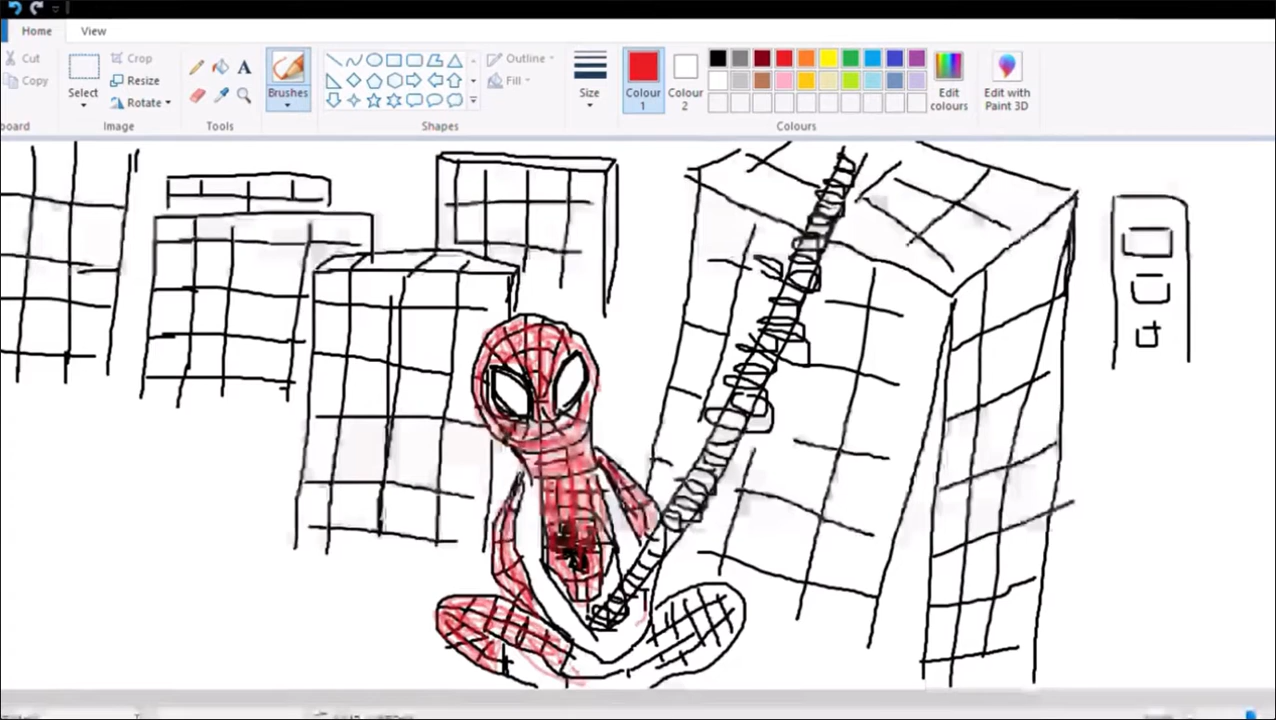 Home View
Cut
Copy
Select
Crop
Resize
Rotate
Brushes
Outline
Fill
Size
Colour 1
Colour 2
Edit colours
Edit with Paint 3D
oard
Image
Tools
Shapes
Colours